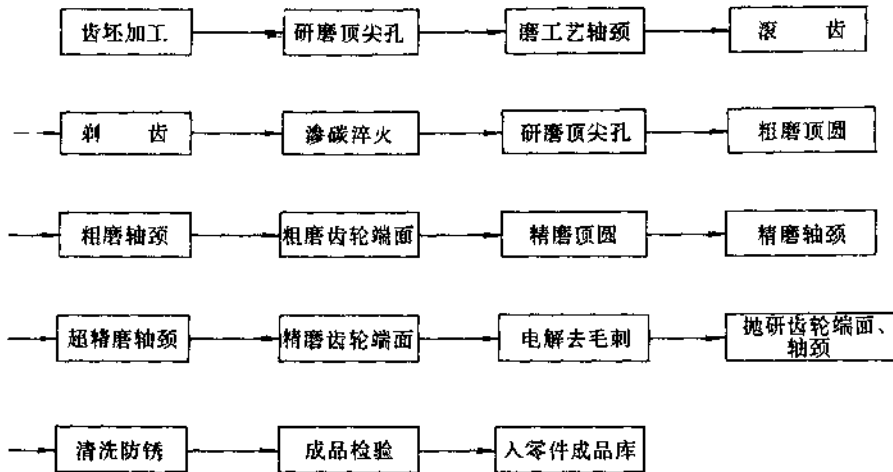 齿坯加工 研磨顶尖孔 磨工艺轴颈 滚 齿
剃 齿 渗碳淬火 研磨顶尖孔 粗磨顶圆
粗磨轴颈 粗磨齿轮端面 精磨顶圆 精磨轴颈
超精磨轴颈 精磨齿轮端面 电解去毛刺 抛研齿轮端面、
轴颈
清洗防锈 成品检验 入零件成品库